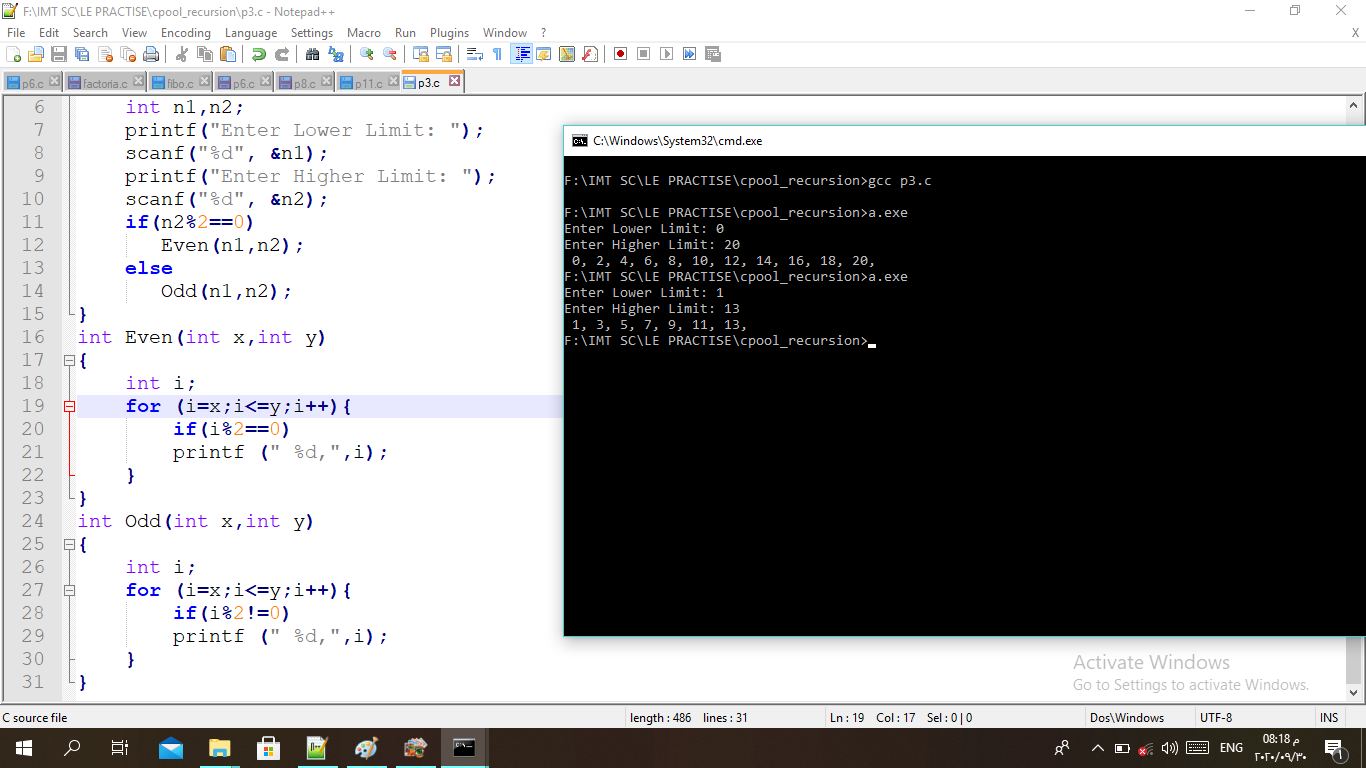 F:\IMT SC\LE PRACTISE\cpool_recursion\p3.c - Notepad++
File Edit Search View Encoding Language Settings Macro Run Plugins Window ? X
p6.c factoria.c fibo.c p6.c p8.c p11.c p3.c
6 int n1,n2;
7 printf("Enter Lower Limit: ");
8 scanf("%d", &n1);
9 printf("Enter Higher Limit: ");
10 scanf("%d", &n2);
11 if(n2%2==0)
12 Even(n1,n2);
13 else
14 Odd(n1,n2);
15 }
16 int Even(int x,int y)
17 {
18 int i;
19 for (i=x;i<=y;i++){
20 if(i%2==0)
21 printf (" %d,",i);
22 }
23 }
24 int Odd(int x,int y)
25 {
26 int i;
27 for (i=x;i<=y;i++){
28 if(i%2!=0)
29 printf (" %d,",i);
30 }
31 }
C:\Windows\System32\cmd.exe
F:\IMT SC\LE PRACTISE\cpool_recursion>gcc p3.c
F:\IMT SC\LE PRACTISE\cpool_recursion>a.exe
Enter Lower Limit: 0
Enter Higher Limit: 20
0, 2, 4, 6, 8, 10, 12, 14, 16, 18, 20,
F:\IMT SC\LE PRACTISE\cpool_recursion>a.exe
Enter Lower Limit: 1
Enter Higher Limit: 13
1, 3, 5, 7, 9, 11, 13,
F:\IMT SC\LE PRACTISE\cpool_recursion>
Activate Windows
Go to Settings to activate Windows.
C source file length : 486 lines : 31 Ln : 19 Col : 17 Sel : 0 | 0 Dos\Windows UTF-8 INS
ENG
08:18 م
٢٠٢٠/٠٩/٣٠
1